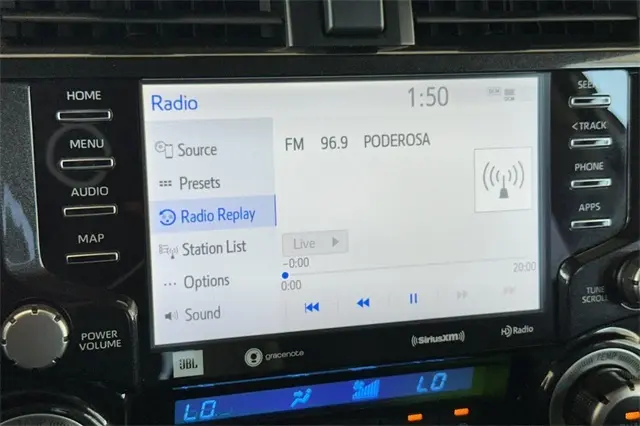 HOME
MENU
AUDIO
MAP
POWER
VOLUME
Radio
1:50
Source
Presets
Radio Replay
Station List
Options
Sound
FM 96.9 PODEROSA
Live
−0:00
0:00
20:00
SEEK
< TRACK
PHONE
APPS
TUNE
SCROLL
JBL
gracenote
((SiriusXM))
HD Radio
LO
LO
TEMP